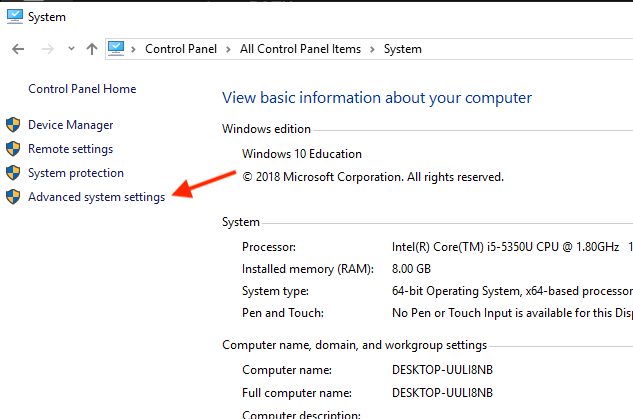 System
Control Panel > All Control Panel Items > System
Control Panel Home
Device Manager
Remote settings
System protection
Advanced system settings
View basic information about your computer
Windows edition
Windows 10 Education
© 2018 Microsoft Corporation. All rights reserved.
System
Processor: Intel(R) Core(TM) i5-5350U CPU @ 1.80GHz 1
Installed memory (RAM): 8.00 GB
System type: 64-bit Operating System, x64-based processor
Pen and Touch: No Pen or Touch Input is available for this Disp
Computer name, domain, and workgroup settings
Computer name: DESKTOP-UULI8NB
Full computer name: DESKTOP-UULI8NB
Computer description: